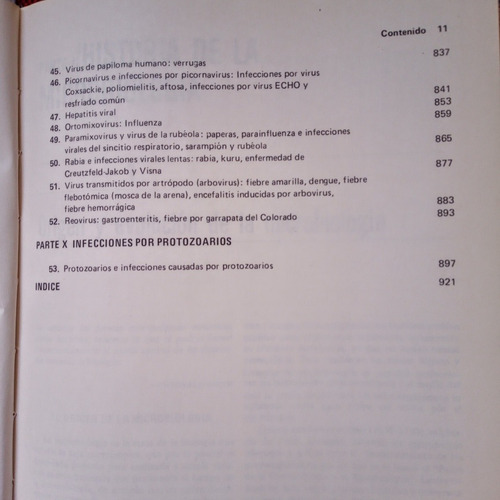 Contenido 11
45. Virus de papiloma humano: verrugas 837
46. Picornavirus e infecciones por picornavirus: Infecciones por virus
Coxsackie, poliomielitis, aftosa, infecciones por virus ECHO y
resfriado común 841
47. Hepatitis viral 853
48. Ortomixovirus: Influenza 859
49. Paramixovirus y virus de la rubéola: paperas, parainfluenza e infecciones
virales del sincitio respiratorio, sarampión y rubéola 865
50. Rabia e infecciones virales lentas: rabia, kuru, enfermedad de
Creutzfeld-Jakob y Visna 877
51. Virus transmitidos por artrópodo (arbovirus): fiebre amarilla, dengue, fiebre
flebotómica (mosca de la arena), encefalitis inducidas por arbovirus,
fiebre hemorrágica 883
52. Reovirus: gastroenteritis, fiebre por garrapata del Colorado 893
PARTE X INFECCIONES POR PROTOZOARIOS
53. Protozoarios e infecciones causadas por protozoarios 897
INDICE 921